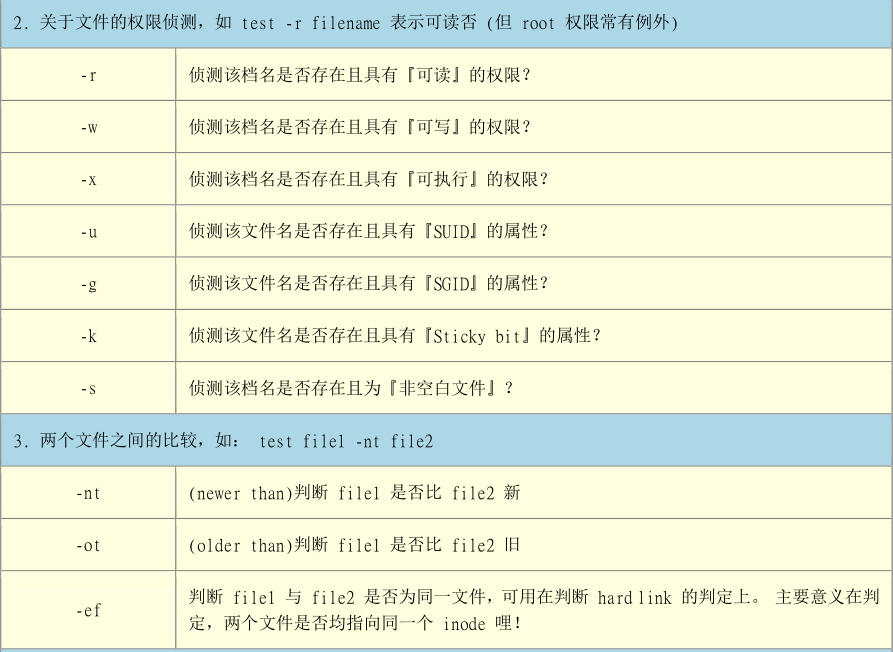 2. 关于文件的权限侦测，如 test -r filename 表示可读否 (但 root 权限常有例外)
-r 侦测该档名是否存在且具有『可读』的权限？
-w 侦测该档名是否存在且具有『可写』的权限？
-x 侦测该档名是否存在且具有『可执行』的权限？
-u 侦测该文件名是否存在且具有『SUID』的属性？
-g 侦测该文件名是否存在且具有『SGID』的属性？
-k 侦测该文件名是否存在且具有『Sticky bit』的属性？
-s 侦测该档名是否存在且为『非空白文件』？
3. 两个文件之间的比较，如： test file1 -nt file2
-nt (newer than)判断 file1 是否比 file2 新
-ot (older than)判断 file1 是否比 file2 旧
-ef 判断 file1 与 file2 是否为同一文件，可用在判断 hard link 的判定上。 主要意义在判
定，两个文件是否均指向同一个 inode 哩！